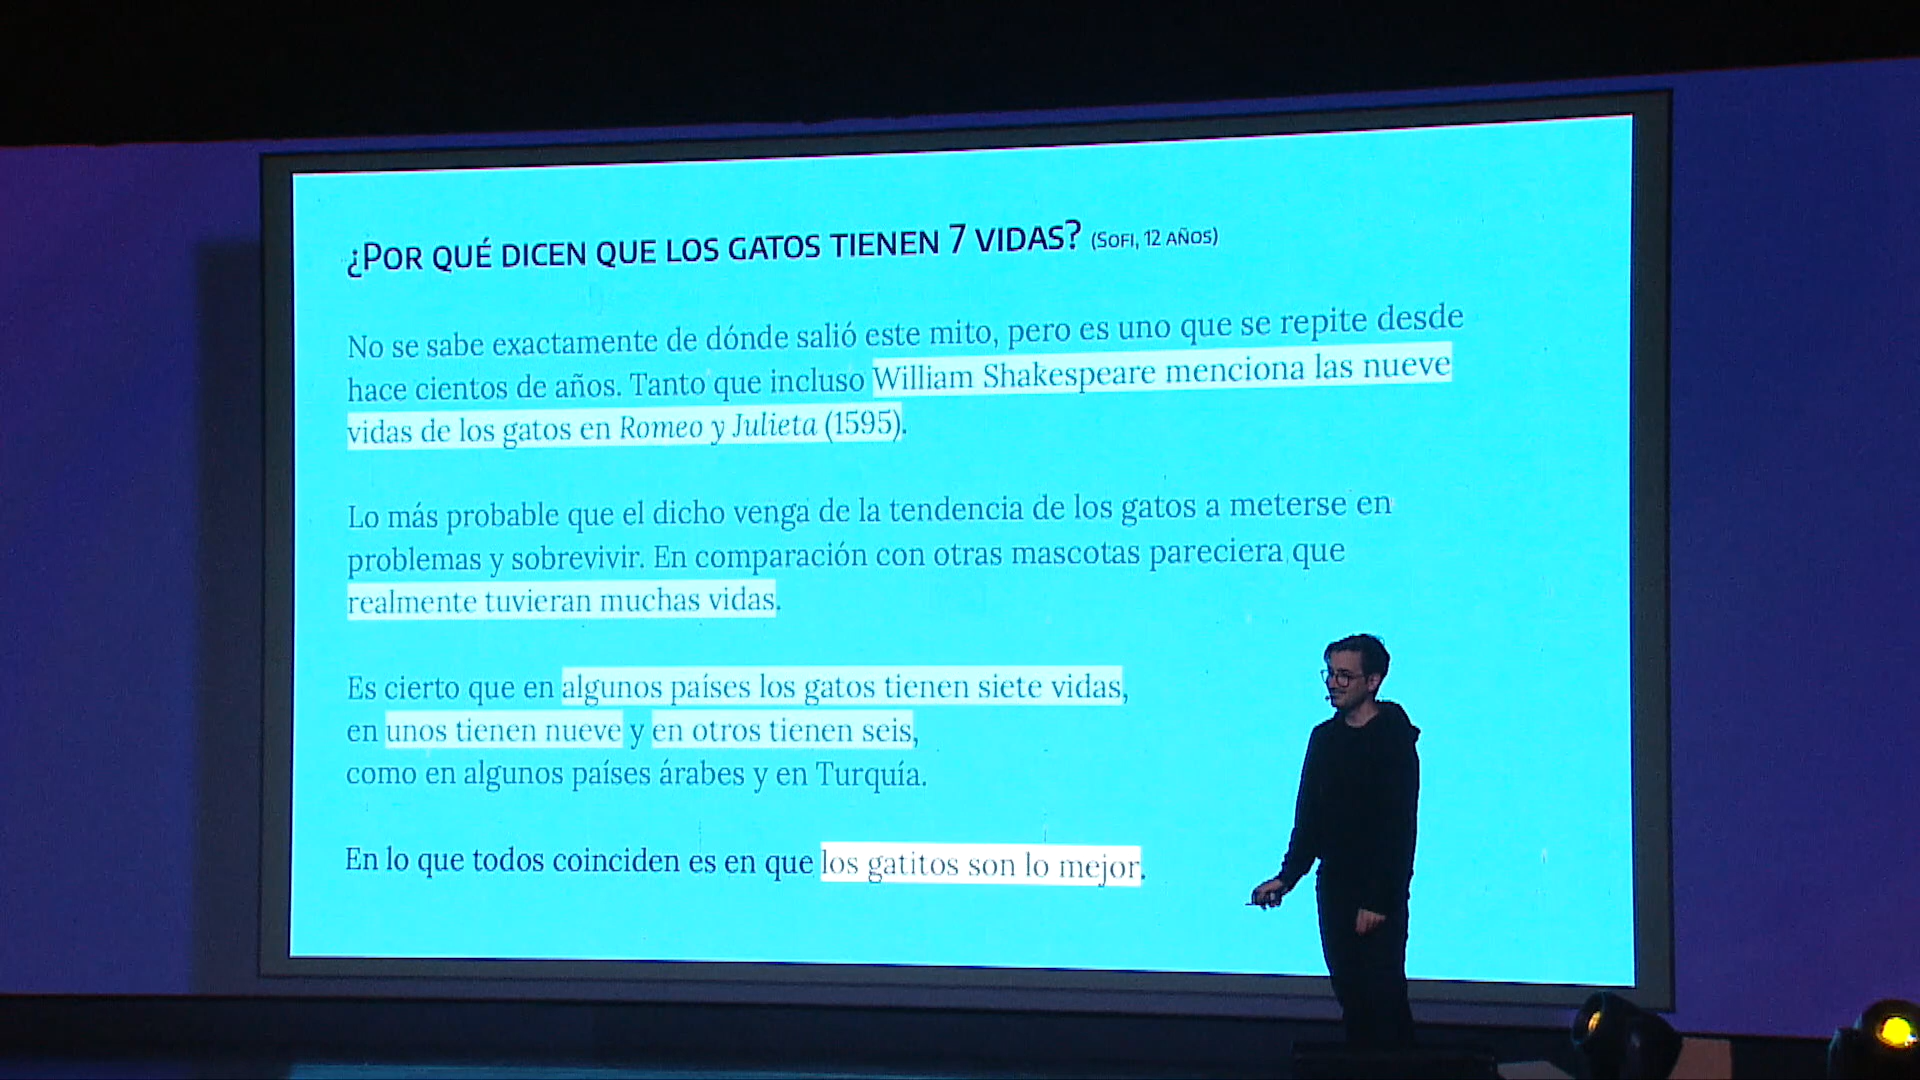 ¿POR QUÉ DICEN QUE LOS GATOS TIENEN 7 VIDAS? (SOFI, 12 AÑOS)
No se sabe exactamente de dónde salió este mito, pero es uno que se repite desde
hace cientos de años. Tanto que incluso William Shakespeare menciona las nueve
vidas de los gatos en Romeo y Julieta (1595).
Lo más probable que el dicho venga de la tendencia de los gatos a meterse en
problemas y sobrevivir. En comparación con otras mascotas pareciera que
realmente tuvieran muchas vidas.
Es cierto que en algunos países los gatos tienen siete vidas,
en unos tienen nueve y en otros tienen seis,
como en algunos países árabes y en Turquía.
En lo que todos coinciden es en que los gatitos son lo mejor.